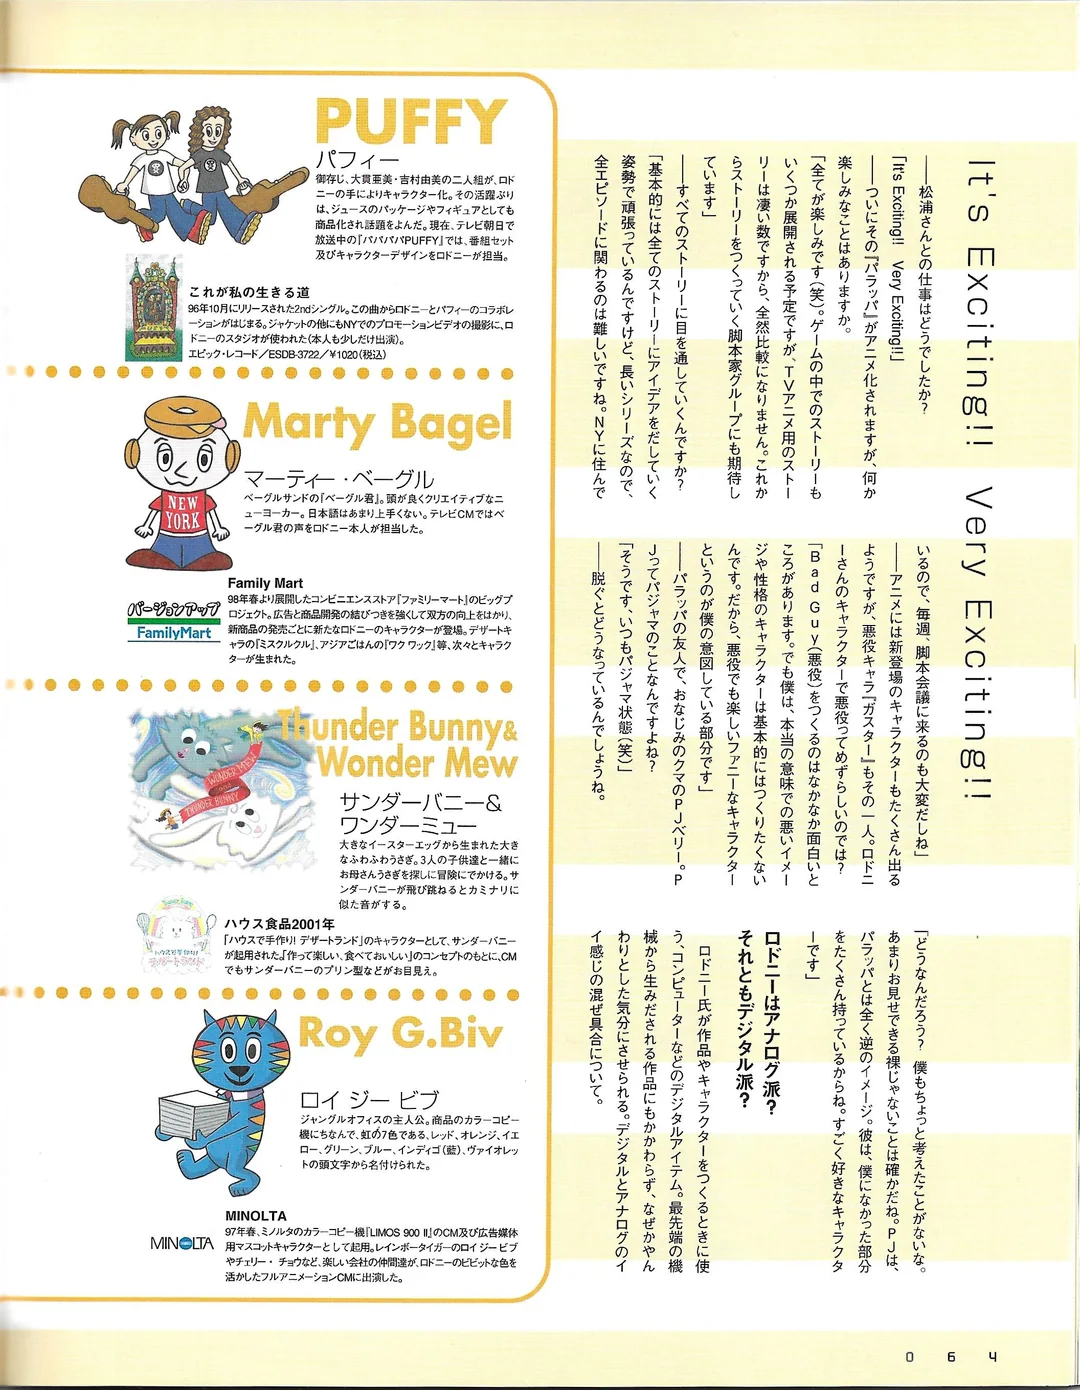 It's Exciting!! Very Exciting!!
——松浦さんとの仕事はどうでしたか？
「It's Exciting!! Very Exciting!!」
——ついにその『パラッパ』がアニメ化されますが、何か
楽しみなことはありますか。
「全てが楽しみです（笑）。ゲームの中でのストーリーも
いくつか展開される予定ですが、TVアニメ用のストー
リーは凄い数ですから、全然比較になりません。これか
らストーリーをつくっていく脚本家グループにも期待し
ています」
——すべてのストーリーに目を通していくんですか？
「基本的には全てのストーリーにアイデアをだしていく
姿勢で頑張っているんですけど、長いシリーズなので、
全エピソードに関わるのは難しいですね。NYに住んで
いるので、毎週、脚本会議に来るのも大変だしね」
——アニメには新登場のキャラクターもたくさん出る
ようですが、悪役キャラ『ガスター』もその一人。ロドニ
ーさんのキャラクターで悪役ってめずらしいのでは？
「Bad Guy（悪役）をつくるのはなかなか面白いと
ころがあります。でも僕は、本当の意味での悪いイメー
ジや性格のキャラクターは基本的にはつくりたくない
んです。だから、悪役でも楽しいファニーなキャラクター
というのが僕の意図している部分です」
——パラッパの友人で、おなじみのクマのPJベリー。P
Jってパジャマのことなんですよね？
「そうです、いつもパジャマ状態（笑）」
——脱ぐとどうなっているんでしょうね。
「どうなんだろう？　僕もちょっと考えたことがないな。
あまりお見せできる裸じゃないことは確かだね。PJは、
パラッパとは全く逆のイメージ。彼は、僕になかった部分
をたくさん持っているからね。すごく好きなキャラクタ
ーです」
ロドニーはアナログ派？
それともデジタル派？
ロドニー氏が作品やキャラクターをつくるときに使
う、コンピューターなどのデジタルアイテム。最先端の機
械から生みだされる作品にもかかわらず、なぜかやん
わりとした気分にさせられる。デジタルとアナログのイ
イ感じの混ぜ具合について。
PUFFY
パフィー
御存じ、大貫亜美・吉村由美の二人組が、ロド
ニーの手によりキャラクター化。その活躍ぶり
は、ジュースのパッケージやフィギュアとしても
商品化され話題をよんだ。現在、テレビ朝日で
放送中の『パパパパPUFFY』では、番組セット
及びキャラクターデザインをロドニーが担当。
これが私の生きる道
96年10月にリリースされた2ndシングル。この曲からロドニーとパフィーのコラボレ
ーションがはじまる。ジャケットの他にもNYでのプロモーションビデオの撮影に、ロ
ドニーのスタジオが使われた（本人も少しだけ出演）。
エピック・レコード／ESDB-3722／￥1020（税込）
Marty Bagel
マーティー・ベーグル
ベーグルサンドの『ベーグル君』。頭が良くクリエイティブなニ
ューヨーカー。日本語はあまり上手くない。テレビCMではベ
ーグル君の声をロドニー本人が担当した。
NEW
YORK
Family Mart
98年春より展開したコンビニエンスストア『ファミリーマート』のビッグプ
ロジェクト。広告と商品開発の結びつきを強くして双方の向上をはかり、
新商品の発売ごとに新たなロドニーのキャラクターが登場。デザートキャ
ラの『ミスクルクル』、アジアごはんの『ワク ワック』等、次々とキャラク
ターが生まれた。
バージョンアップ
FamilyMart
Thunder Bunny&
Wonder Mew
サンダーバニー＆
ワンダーミュー
大きなイースターエッグから生まれた大き
なふわふわうさぎ。3人の子供達と一緒に
お母さんうさぎを探しに冒険にでかける。サ
ンダーバニーが飛び跳ねるとカミナリに
似た音がする。
WONDER MEW
THUNDER BUNNY
ハウス食品2001年
「ハウスで手作り！デザートランド」のキャラクターとして、サンダーバニー
が起用された。『作って楽しい、食べておいしい』のコンセプトのもとに、CM
でもサンダーバニーのプリン型などがお目見え。
Roy G.Biv
ロイ ジー ビブ
ジャングルオフィスの主人公。商品のカラーコピー
機にちなんで、虹の7色である、レッド、オレンジ、イエ
ロー、グリーン、ブルー、インディゴ（藍）、ヴァイオレッ
トの頭文字から名付けられた。
MINOLTA
97年春、ミノルタのカラーコピー機『LIMOS 900 II』のCM及び広告媒体
用マスコットキャラクターとして起用。レインボータイガーのロイ ジー ビブ
やチェリー・チョウなど、楽しい会社の仲間達が、ロドニーのビビットな色を
活かしたフルアニメーションCMに出演した。
MINOLTA
064